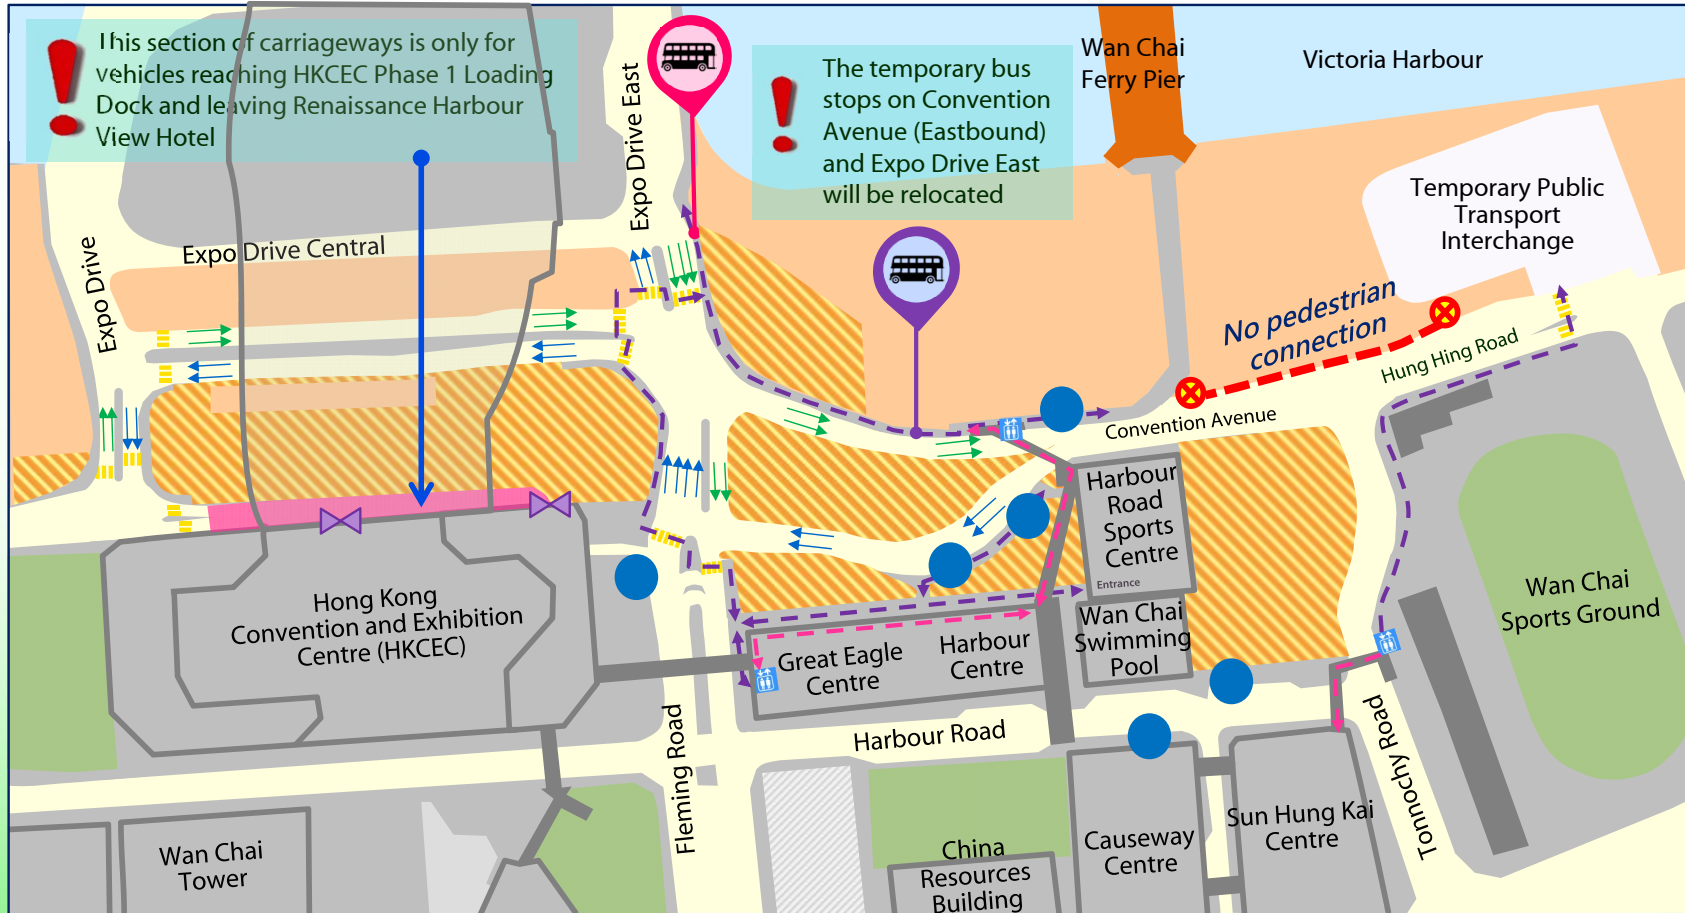 This section of carriageways is only for
vehicles reaching HKCEC Phase 1 Loading
Dock and leaving Renaissance Harbour
View Hotel
Expo Drive East
The temporary bus
stops on Convention
Avenue (Eastbound)
and Expo Drive East
will be relocated
Wan Chai
Ferry Pier
Victoria Harbour
Temporary Public
Transport
Interchange
Expo Drive
Expo Drive Central
No pedestrian
connection
Hung Hing Road
Convention Avenue
Harbour
Road
Sports
Centre
Entrance
Wan Chai
Swimming
Pool
Wan Chai
Sports Ground
Hong Kong
Convention and Exhibition
Centre (HKCEC)
Great Eagle
Centre
Harbour
Centre
Harbour Road
Fleming Road
Tonnochy Road
Wan Chai
Tower
China
Resources
Building
Causeway
Centre
Sun Hung Kai
Centre